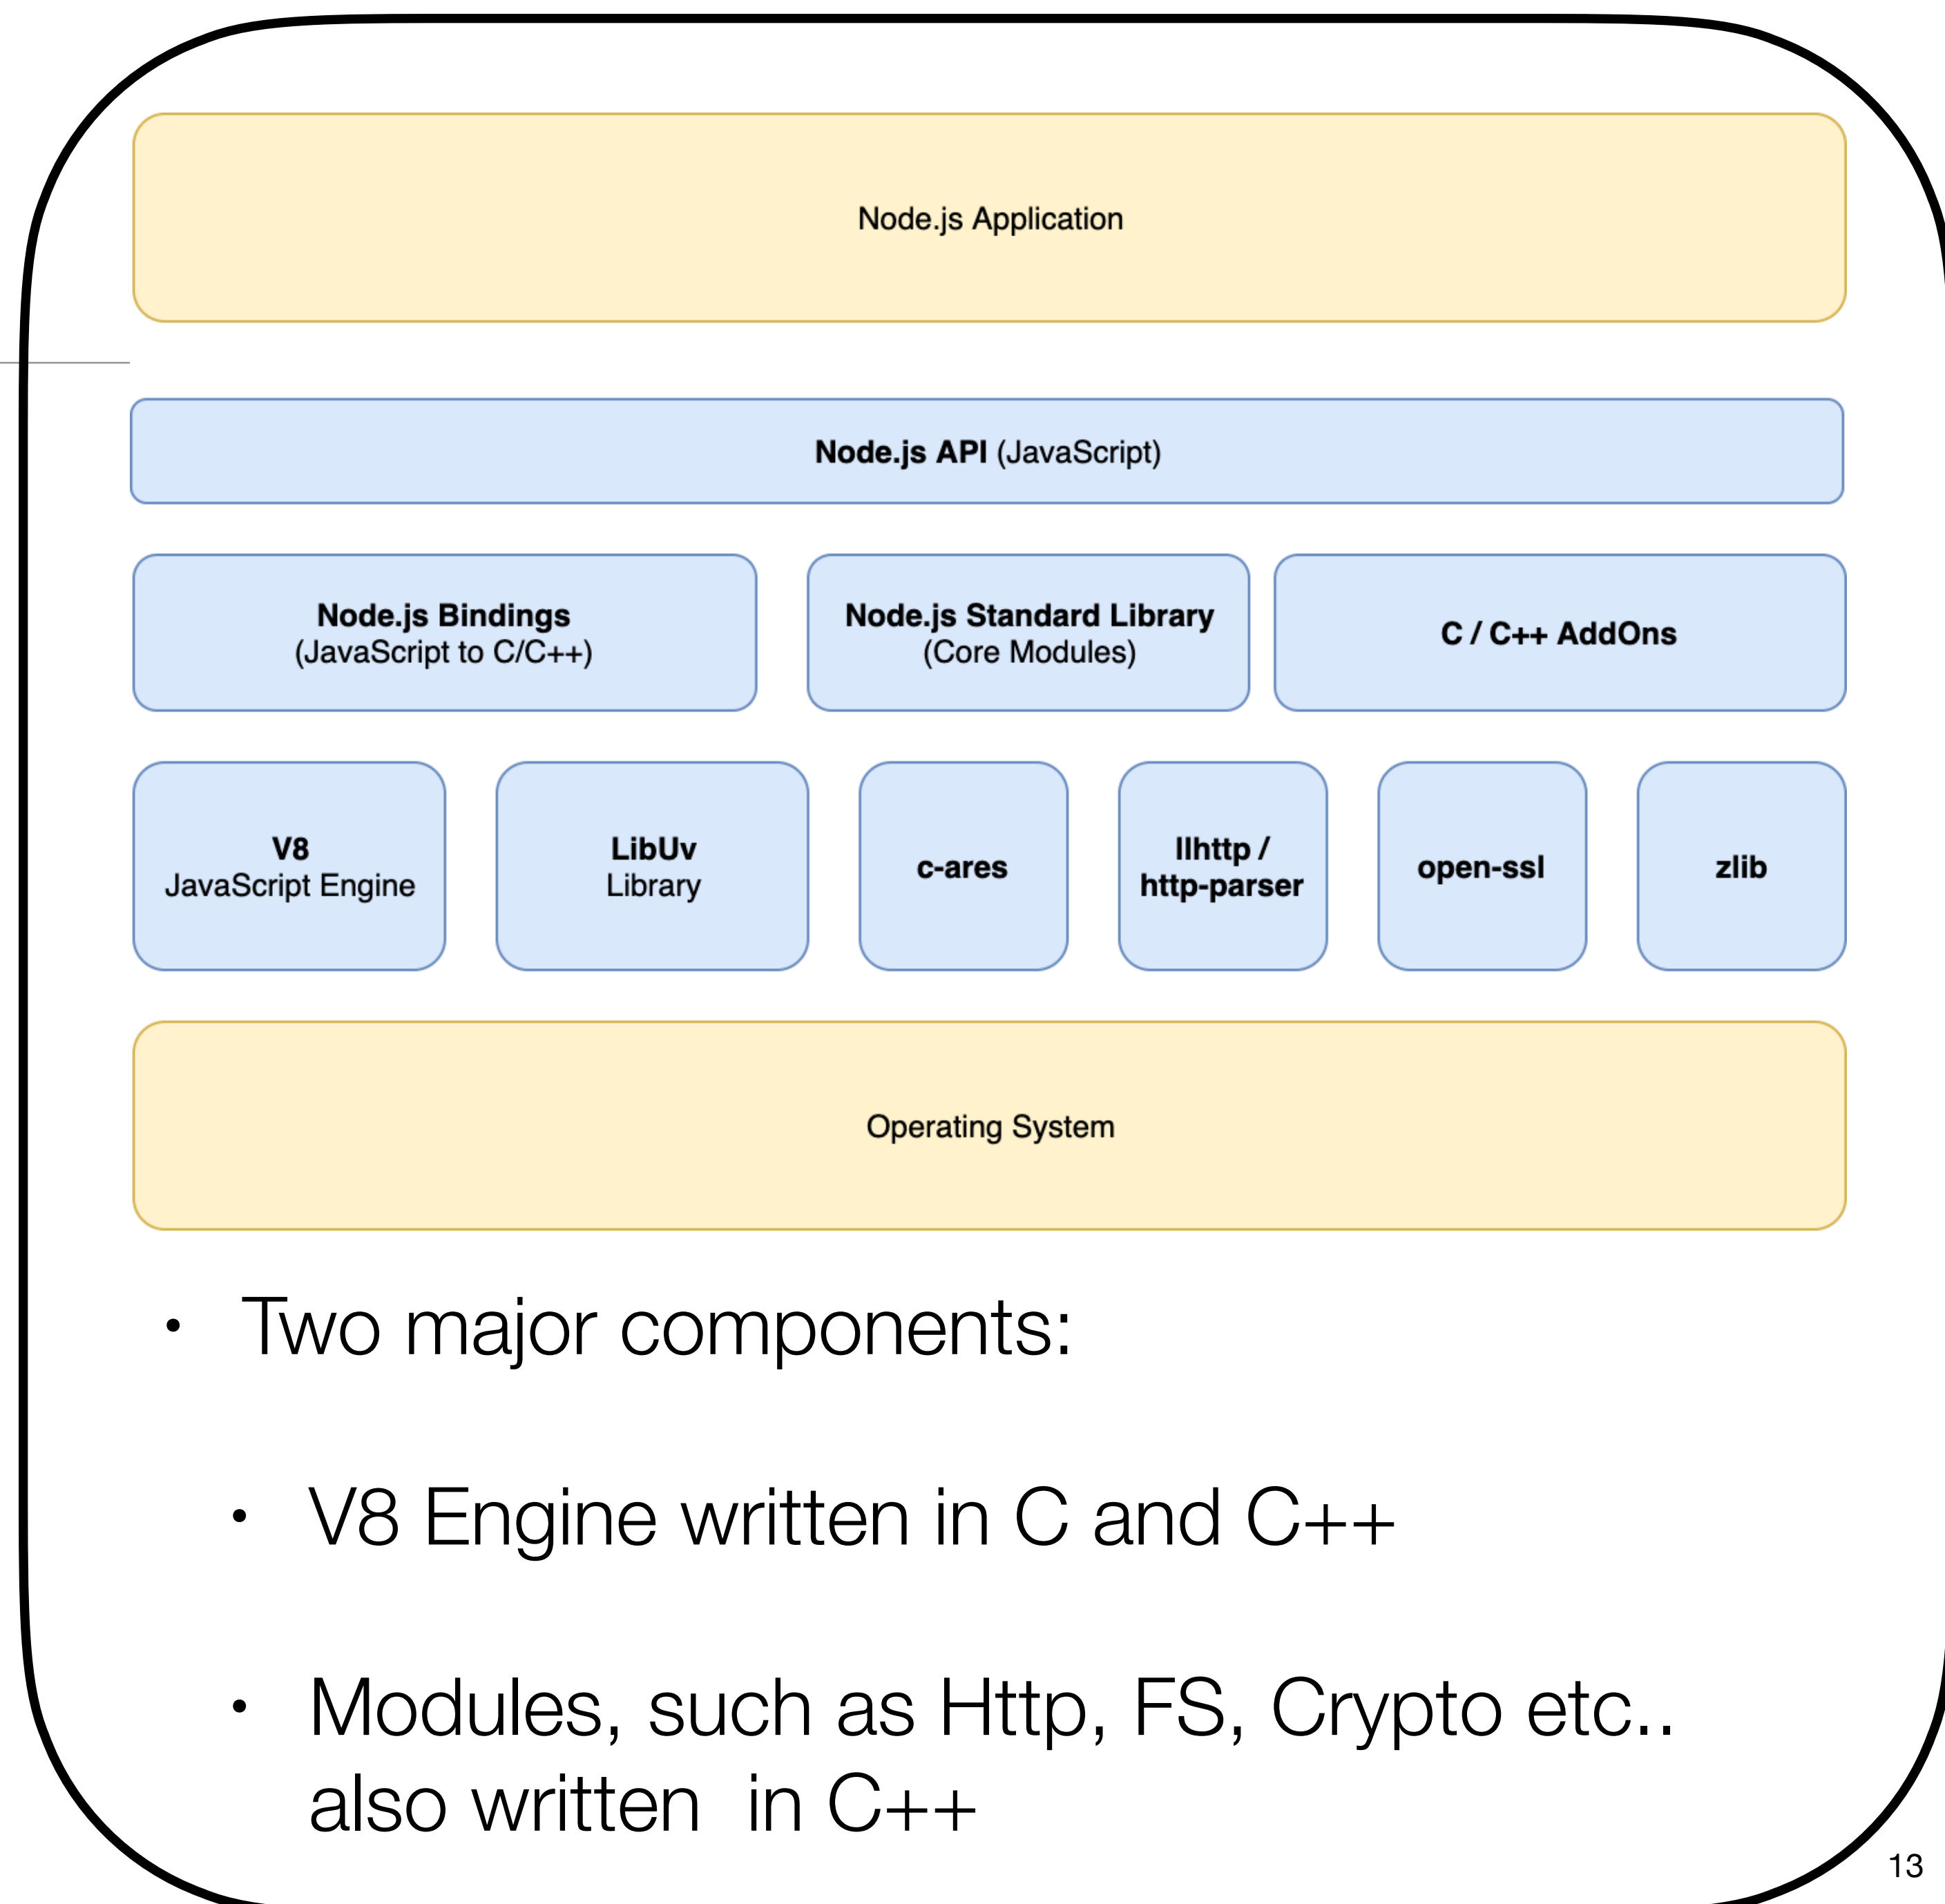 Node.js Application
Node.js API (JavaScript)
Node.js Bindings
(JavaScript to C/C++)
Node.js Standard Library
(Core Modules)
C / C++ AddOns
V8
JavaScript Engine
LibUv
Library
c-ares
llhttp /
http-parser
open-ssl
zlib
Operating System
• Two major components:
• V8 Engine written in C and C++
• Modules, such as Http, FS, Crypto etc..
also written in C++
13